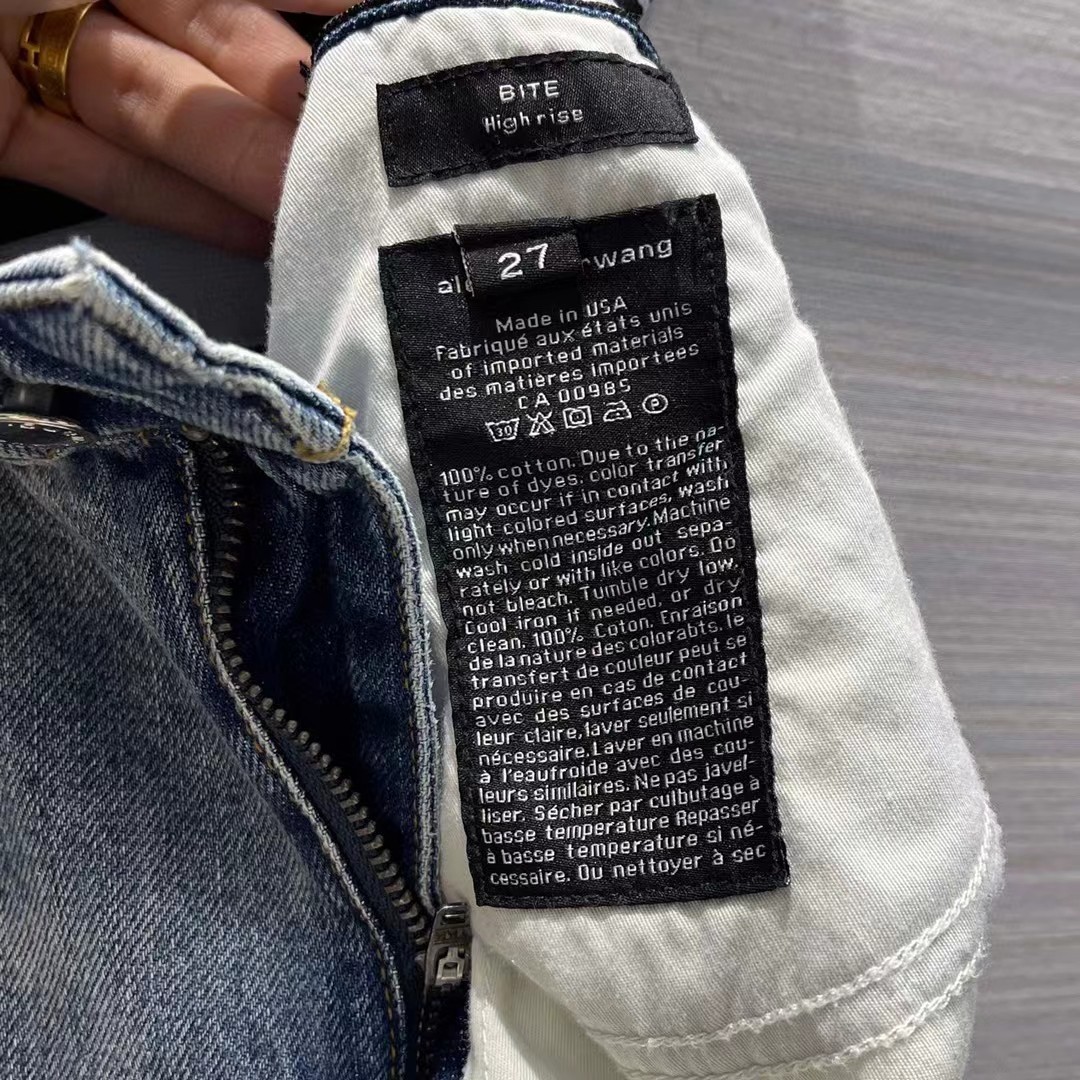 BITE
High rise
27
wang
Made in USA
Fabriqué aux états unis
of imported materials
des matières importees
CA 00985
30
P
100% cotton. Due to the na-
ture of dyes, color transfer
may occur if in contact with
light colored surfaces, wash
only when necessary. Machine
wash cold inside out sepa-
rately or with like colors. Do
not bleach. Tumble dry low.
Cool iron if needed, or dry
clean. 100% Coton. Enraison
de la nature des colorabts, le
transfert de couleur peut se
produire en cas de contact
avec des surfaces de cou-
leur claire, laver seulement si
nécessaire. Laver en machine
à l'eaufroide avec des cou-
leurs similaires. Ne pas javel-
liser. Sécher par culbutage à
basse temperature Repasser
à basse temperature si né-
cessaire. Ou nettoyer à sec